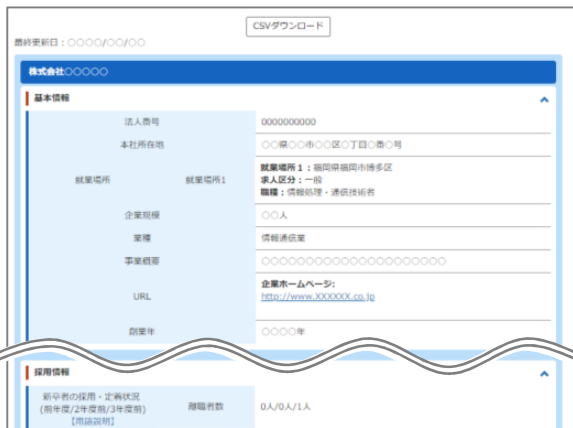 CSVダウンロード
最終更新日：○○○○/○○/○○
株式会社○○○○○
基本情報
法人番号 0000000000
本社所在地 ○○県○○市○○区○丁目○番○号
就業場所 就業場所1 就業場所1：福岡県福岡市博多区
求人区分：一般
職種：情報処理・通信技術者
企業規模 ○○人
業種 情報通信業
事業概要 ○○○○○○○○○○○○○○○○○○○○○
URL 企業ホームページ:
http://www.XXXXXX.co.jp
創業年 ○○○○年
採用情報
新卒者の採用・定着状況
(前年度/2年度前/3年度前) 離職者数 0人/0人/1人
【用語説明】